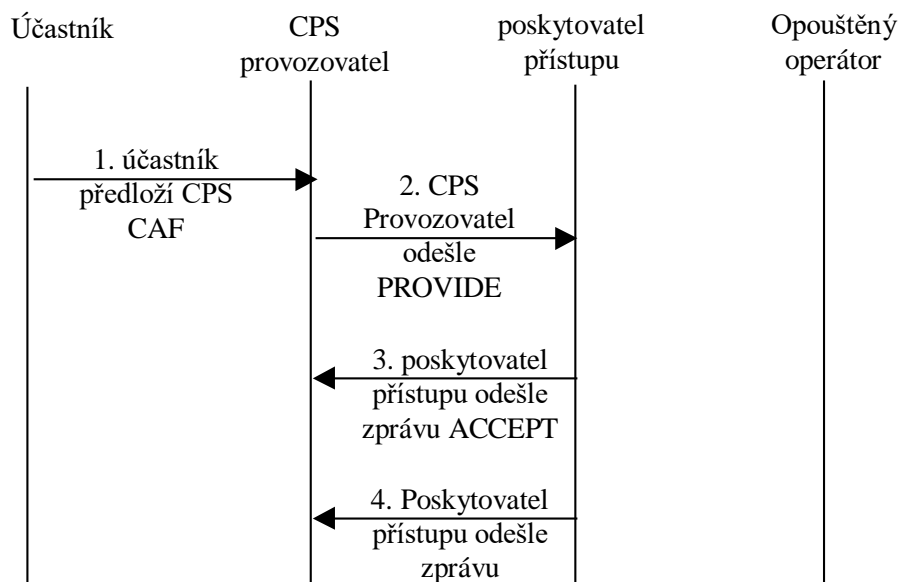 Účastník
CPS
provozovatel
poskytovatel
přístupu
Opouštěný
operátor
1. účastník
předloží CPS
CAF
2. CPS
Provozovatel
odešle
PROVIDE
3. poskytovatel
přístupu odešle
zprávu ACCEPT
4. Poskytovatel
přístupu odešle
zprávu